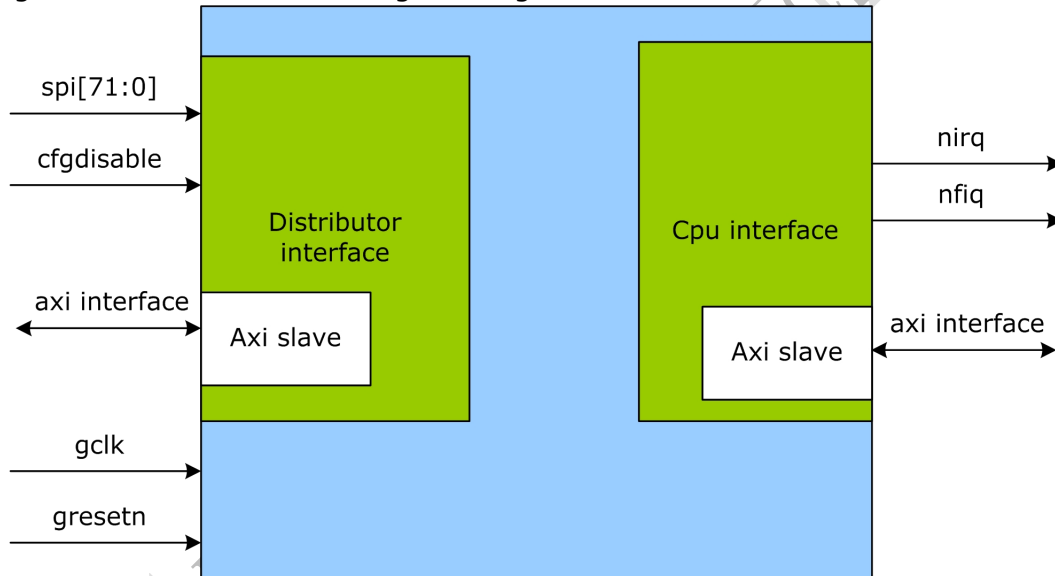 spi[71:0]
cfgdisable
Distributor
interface
axi interface
Axi slave
gclk
gresetn
Cpu interface
Axi slave
nirq
nfiq
axi interface